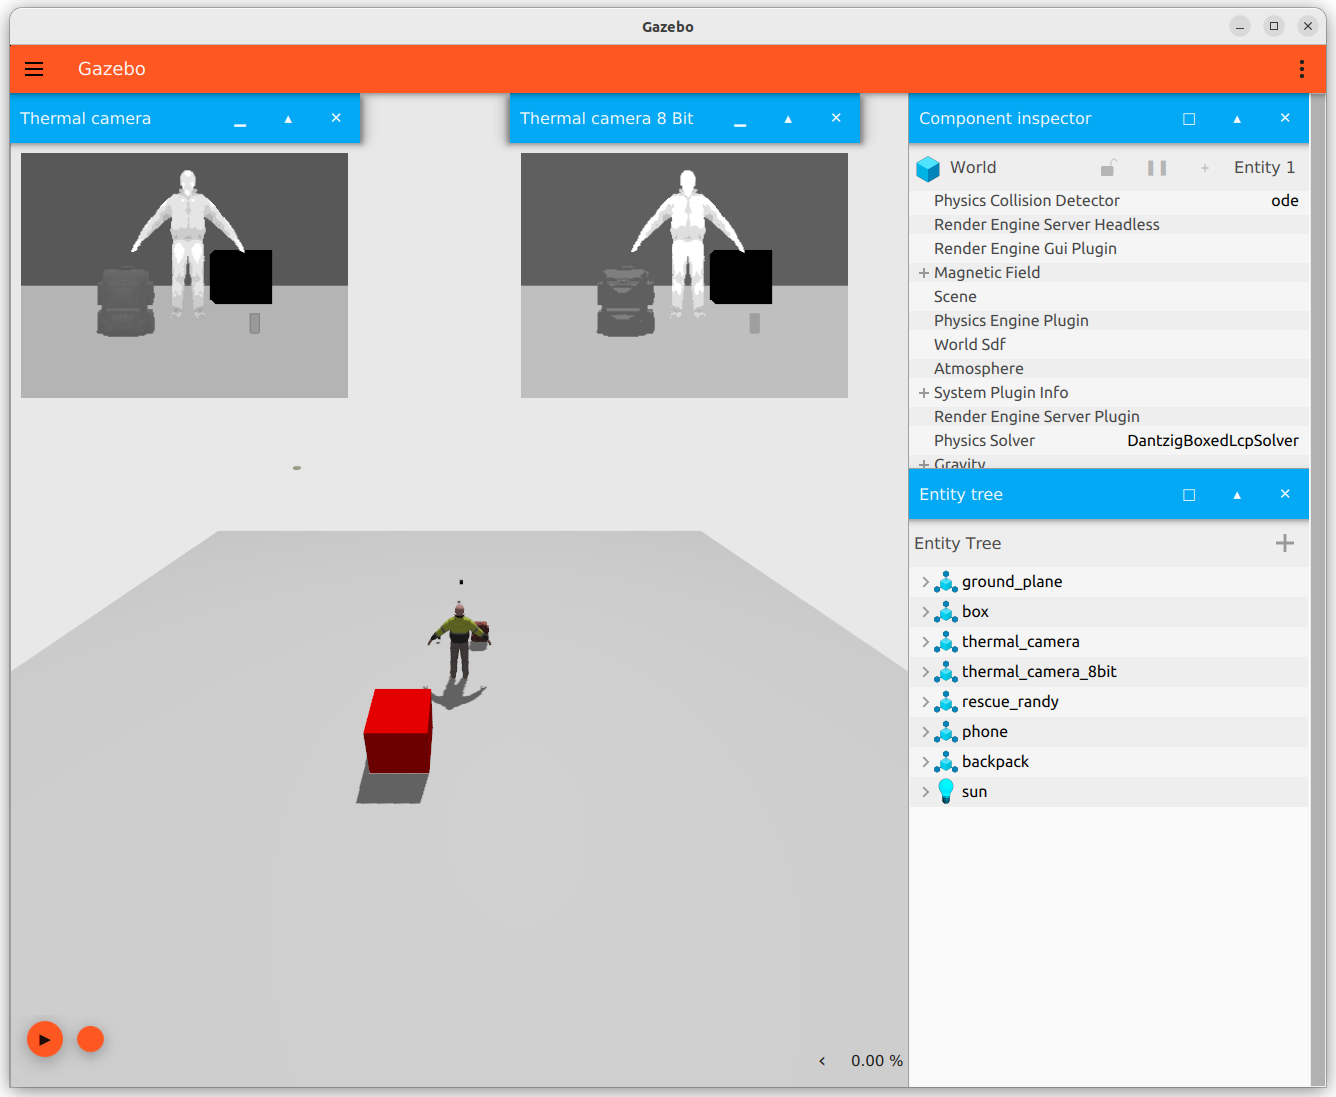 Gazebo
Gazebo
Thermal camera
Thermal camera 8 Bit
Component inspector
World
Entity 1
Physics Collision Detector ode
Render Engine Server Headless
Render Engine Gui Plugin
Magnetic Field
Scene
Physics Engine Plugin
World Sdf
Atmosphere
System Plugin Info
Render Engine Server Plugin
Physics Solver DantzigBoxedLcpSolver
Gravity
Entity tree
Entity Tree
ground_plane
box
thermal_camera
thermal_camera_8bit
rescue_randy
phone
backpack
sun
0.00 %